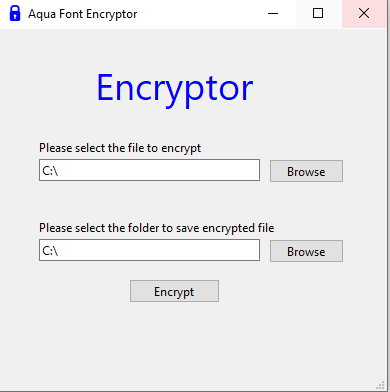 Aqua Font Encryptor
Encryptor
Please select the file to encrypt
C:\ Browse
Please select the folder to save encrypted file
C:\ Browse
Encrypt